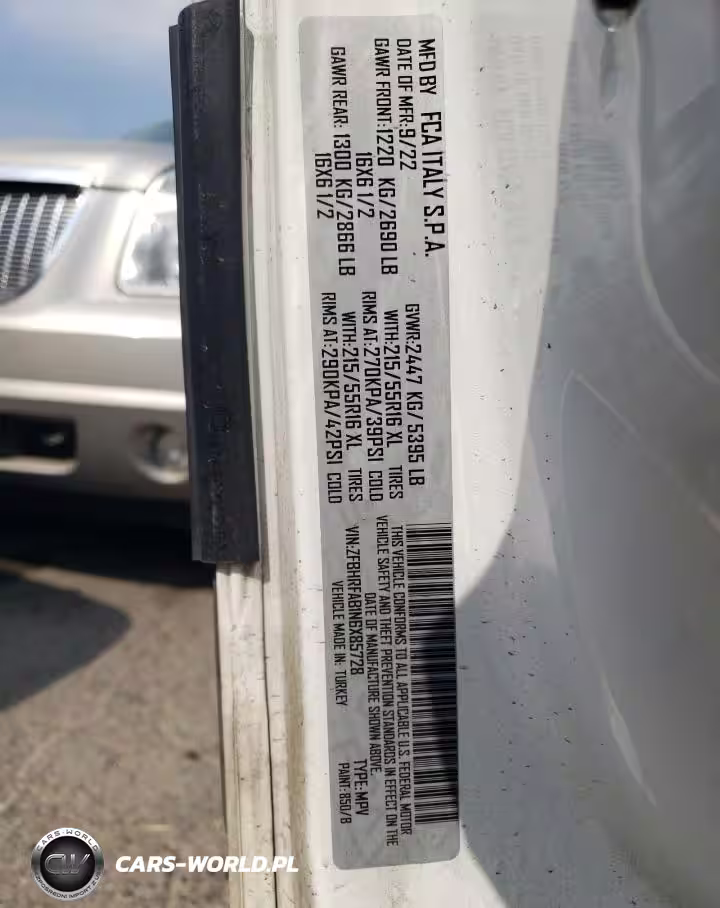 MFD BY FCA ITALY S.P.A.
DATE OF MFR:9/22 GVWR:2447 KG/5395 LB
GAWR FRONT:1220 KG/2690 LB WITH:215/55R16 XL TIRES
16X6 1/2 RIMS AT:270KPA/39PSI COLD
GAWR REAR: 1300 KG/2866 LB WITH:215/55R16 XL TIRES
16X6 1/2 RIMS AT:290KPA/42PSI COLD
THIS VEHICLE CONFORMS TO ALL APPLICABLE U.S. FEDERAL MOTOR
VEHICLE SAFETY AND THEFT PREVENTION STANDARDS IN EFFECT ON THE
DATE OF MANUFACTURE SHOWN ABOVE.
VIN:ZFBHRFAB1N6X85728 TYPE:MPV
VEHICLE MADE IN: TURKEY PAINT:850/B
CARS-WORLD
CW
CARS-WORLD.PL